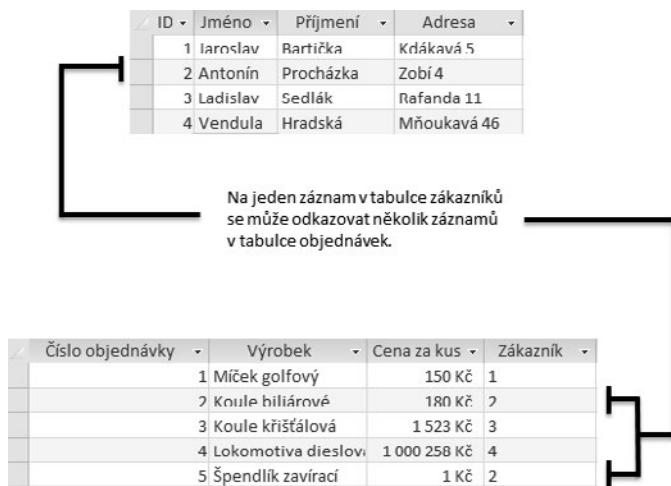 ID Jméno Příjmení Adresa
1 Jaroslav Bartička Kdákavá 5
2 Antonín Procházka Zobí 4
3 Ladislav Sedlák Rafanda 11
4 Vendula Hradská Mňoukavá 46
Na jeden záznam v tabulce zákazníků
se může odkazovat několik záznamů
v tabulce objednávek.
Číslo objednávky Výrobek Cena za kus Zákazník
1 Míček golfový 150 Kč 1
2 Koule biliárové 180 Kč 2
3 Koule křišťálová 1 523 Kč 3
4 Lokomotiva dieslova 1 000 258 Kč 4
5 Špendlík zavírací 1 Kč 2